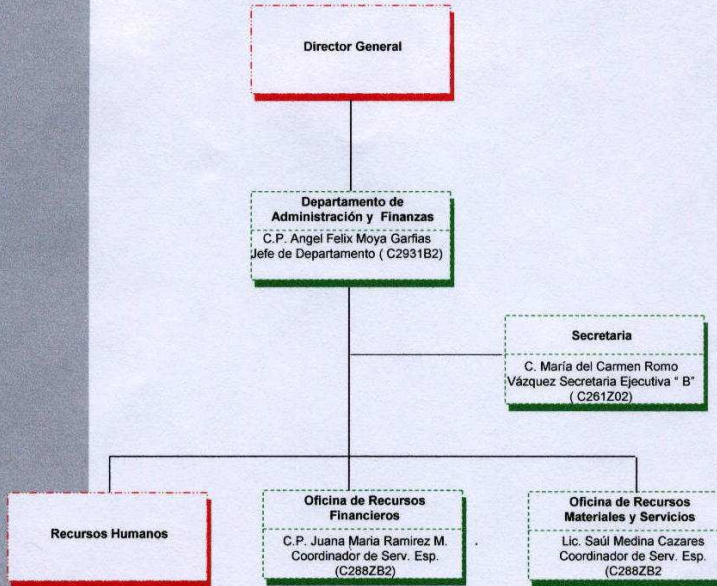 Director General
Departamento de
Administración y Finanzas
C.P. Angel Felix Moya Garfias
Jefe de Departamento ( C2931B2)
Secretaria
C. María del Carmen Romo
Vázquez Secretaria Ejecutiva “ B”
( C261Z02)
Recursos Humanos
Oficina de Recursos
Financieros
C.P. Juana Maria Ramirez M.
Coordinador de Serv. Esp.
(C288ZB2)
Oficina de Recursos
Materiales y Servicios
Lic. Saúl Medina Cazares
Coordinador de Serv. Esp.
(C288ZB2